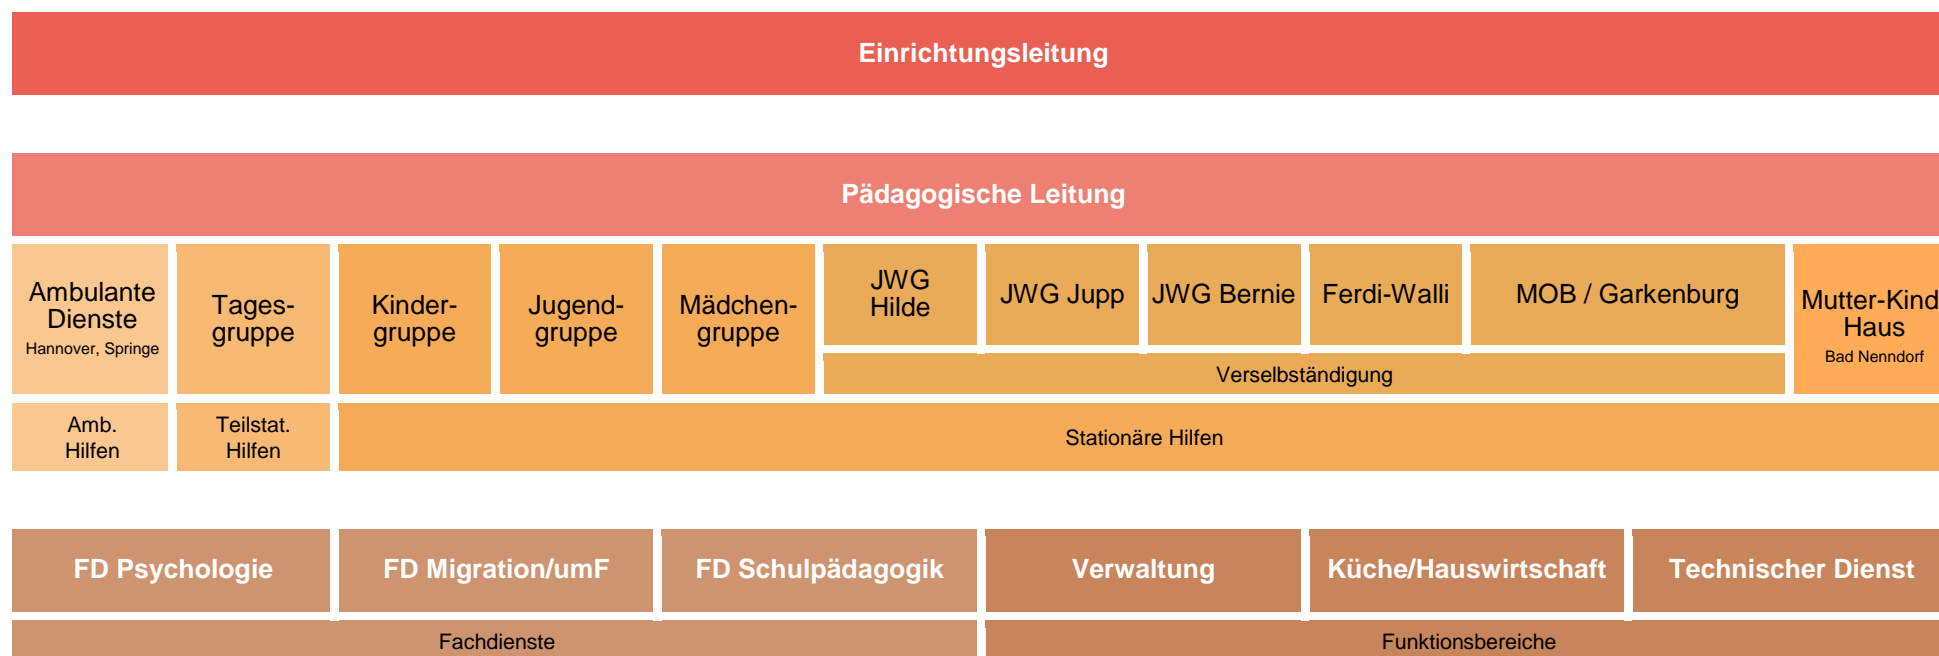 Einrichtungsleitung
Pädagogische Leitung
Ambulante
Dienste
Hannover, Springe
Tages-
gruppe
Kinder-
gruppe
Jugend-
gruppe
Mädchen-
gruppe
JWG
Hilde
JWG Jupp
JWG Bernie
Ferdi-Walli
MOB / Garkenburg
Mutter-Kind
Haus
Bad Nenndorf
Verselbständigung
Amb.
Hilfen
Teilstat.
Hilfen
Stationäre Hilfen
FD Psychologie
FD Migration/umF
FD Schulpädagogik
Verwaltung
Küche/Hauswirtschaft
Technischer Dienst
Fachdienste
Funktionsbereiche